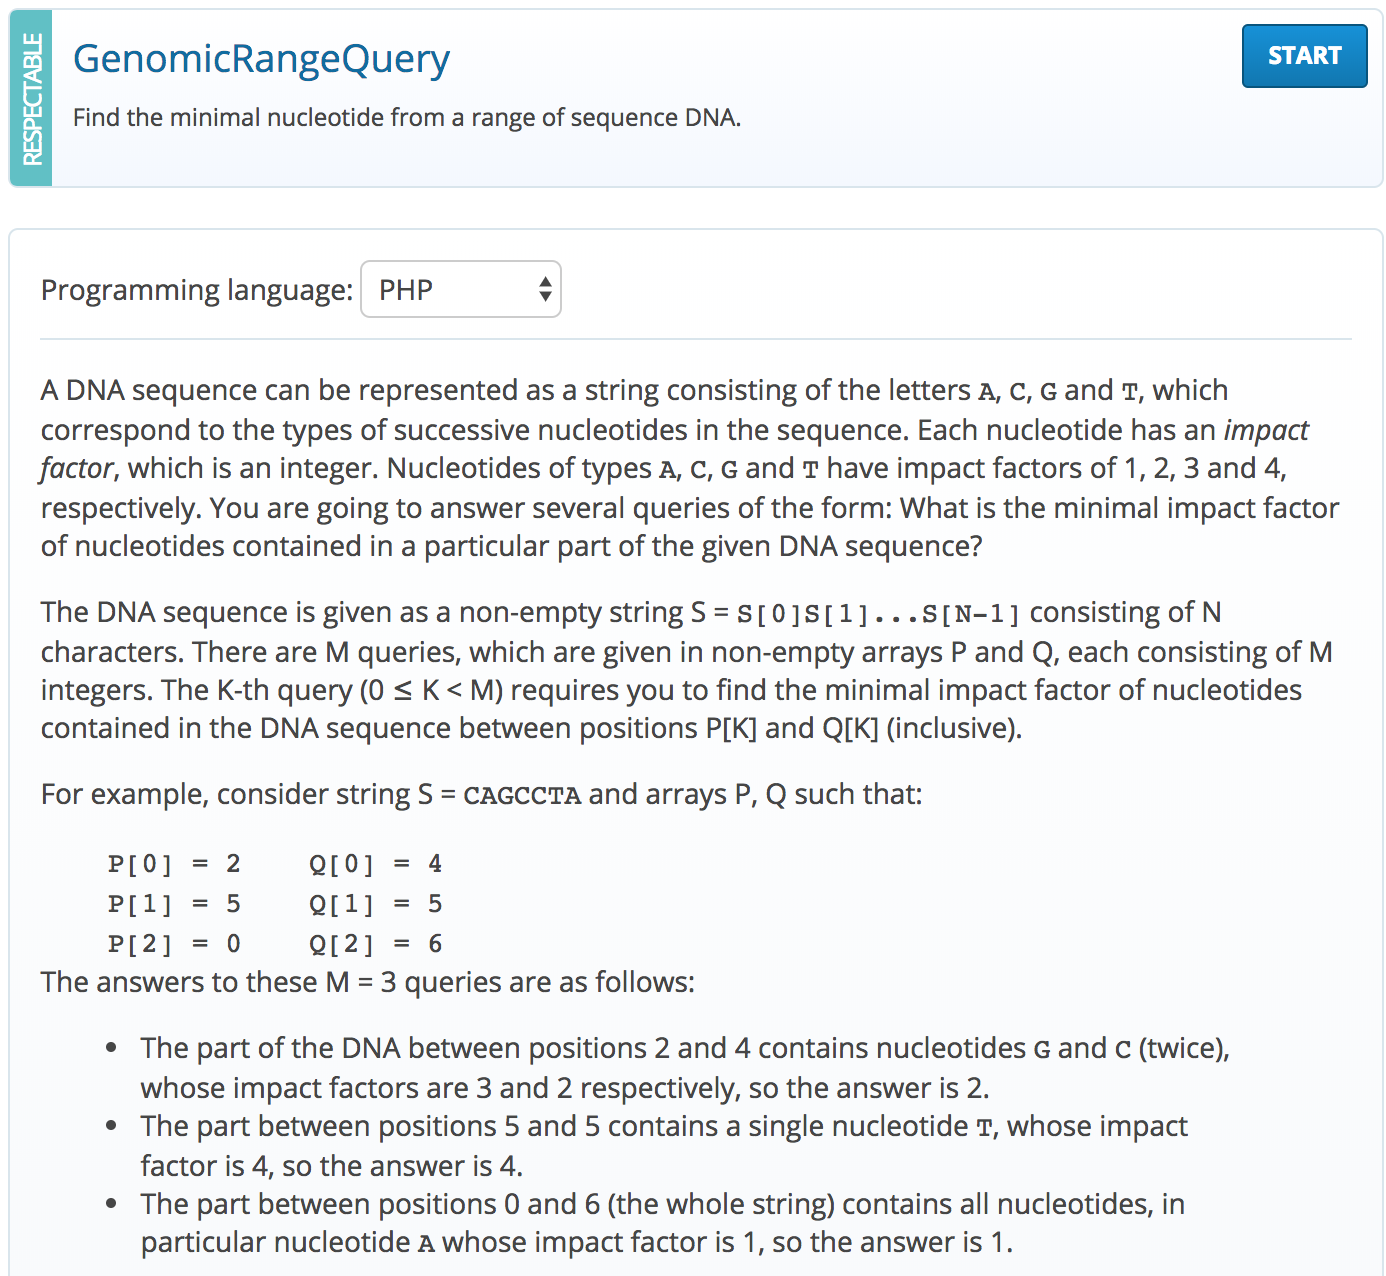 RESPECTABLE
GenomicRangeQuery
START
Find the minimal nucleotide from a range of sequence DNA.
Programming language: PHP
A DNA sequence can be represented as a string consisting of the letters A, C, G and T, which
correspond to the types of successive nucleotides in the sequence. Each nucleotide has an impact
factor, which is an integer. Nucleotides of types A, C, G and T have impact factors of 1, 2, 3 and 4,
respectively. You are going to answer several queries of the form: What is the minimal impact factor
of nucleotides contained in a particular part of the given DNA sequence?
The DNA sequence is given as a non-empty string S = S[0]S[1]...S[N-1] consisting of N
characters. There are M queries, which are given in non-empty arrays P and Q, each consisting of M
integers. The K-th query (0 ≤ K < M) requires you to find the minimal impact factor of nucleotides
contained in the DNA sequence between positions P[K] and Q[K] (inclusive).
For example, consider string S = CAGCCTA and arrays P, Q such that:
P[0] = 2    Q[0] = 4
P[1] = 5    Q[1] = 5
P[2] = 0    Q[2] = 6
The answers to these M = 3 queries are as follows:
• The part of the DNA between positions 2 and 4 contains nucleotides G and C (twice),
whose impact factors are 3 and 2 respectively, so the answer is 2.
• The part between positions 5 and 5 contains a single nucleotide T, whose impact
factor is 4, so the answer is 4.
• The part between positions 0 and 6 (the whole string) contains all nucleotides, in
particular nucleotide A whose impact factor is 1, so the answer is 1.